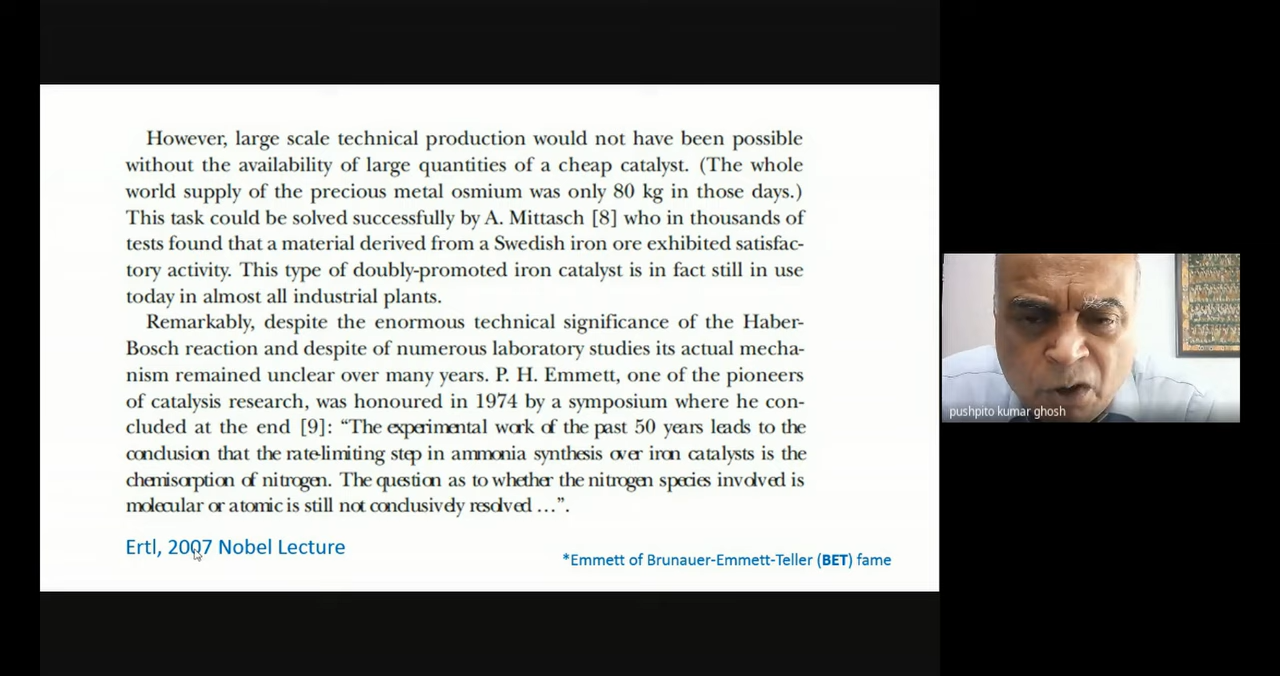 However, large scale technical production would not have been possible
without the availability of large quantities of a cheap catalyst. (The whole
world supply of the precious metal osmium was only 80 kg in those days.)
This task could be solved successfully by A. Mittasch [8] who in thousands of
tests found that a material derived from a Swedish iron ore exhibited satisfac-
tory activity. This type of doubly-promoted iron catalyst is in fact still in use
today in almost all industrial plants.
Remarkably, despite the enormous technical significance of the Haber-
Bosch reaction and despite of numerous laboratory studies its actual mecha-
nism remained unclear over many years. P. H. Emmett, one of the pioneers
of catalysis research, was honoured in 1974 by a symposium where he con-
cluded at the end [9]: “The experimental work of the past 50 years leads to the
conclusion that the rate-limiting step in ammonia synthesis over iron catalysts is the
chemisorption of nitrogen. The question as to whether the nitrogen species involved is
molecular or atomic is still not conclusively resolved …”.
Ertl, 2007 Nobel Lecture
*Emmett of Brunauer-Emmett-Teller (BET) fame
pushpito kumar ghosh